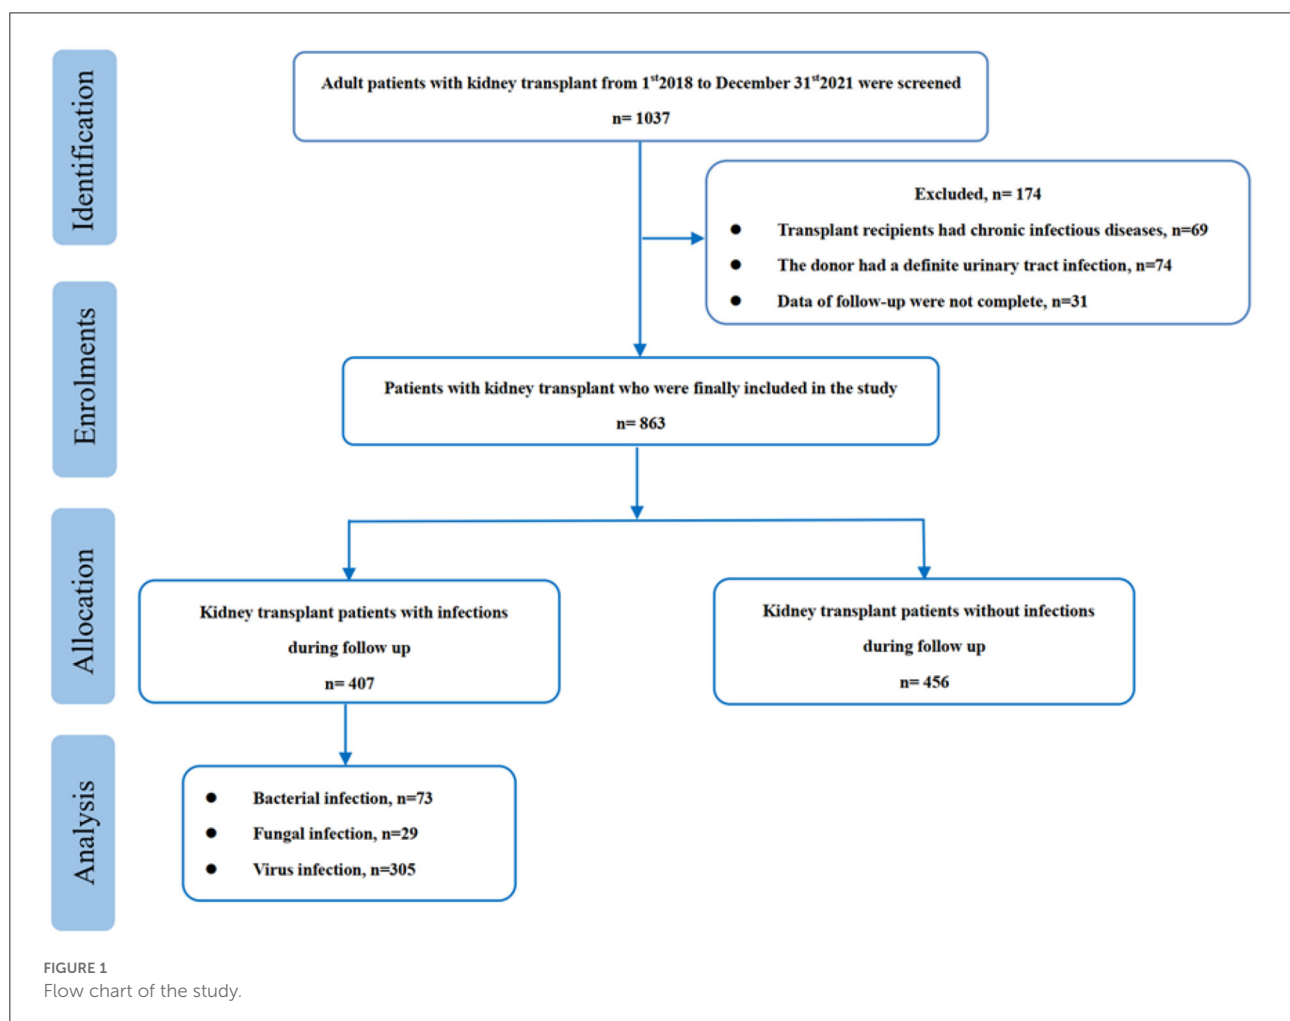 Identification
Adult patients with kidney transplant from 1st2018 to December 31st2021 were screened
n= 1037
Excluded, n= 174
● Transplant recipients had chronic infectious diseases, n=69
● The donor had a definite urinary tract infection, n=74
● Data of follow-up were not complete, n=31
Enrolments
Patients with kidney transplant who were finally included in the study
n= 863
Allocation
Kidney transplant patients with infections
during follow up
n= 407
Kidney transplant patients without infections
during follow up
n= 456
Analysis
● Bacterial infection, n=73
● Fungal infection, n=29
● Virus infection, n=305
FIGURE 1
Flow chart of the study.